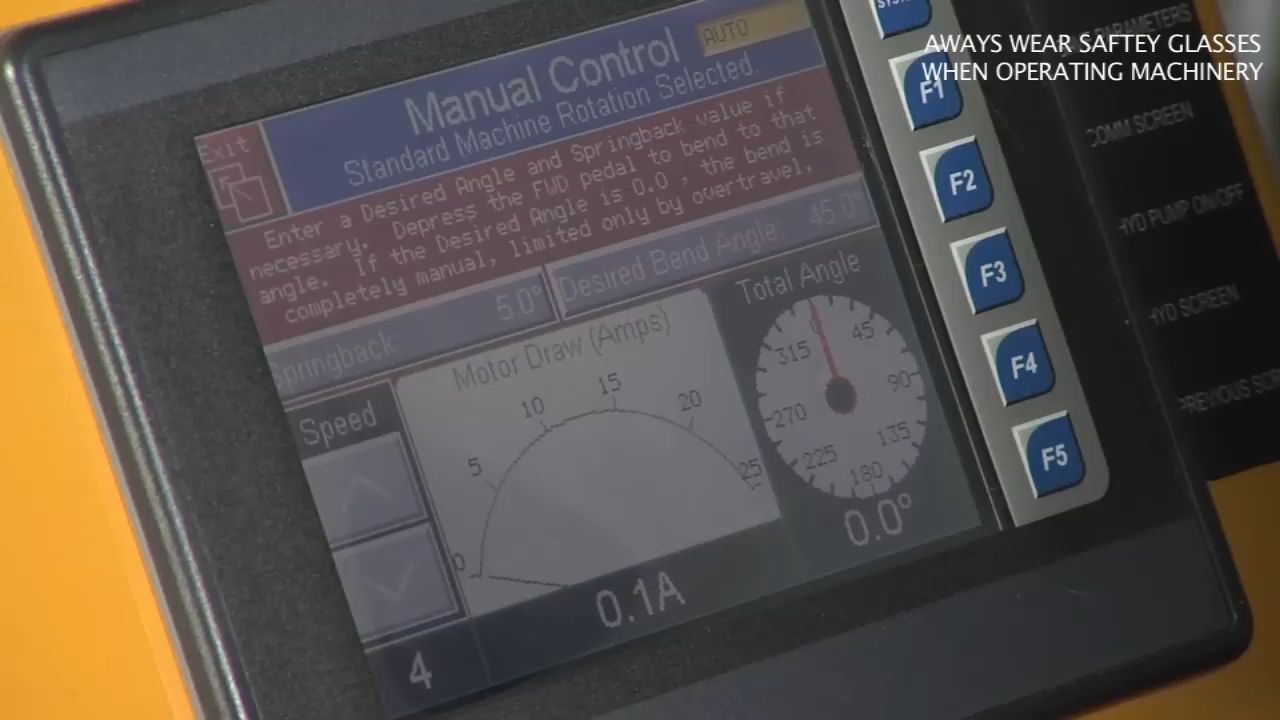 AWAYS WEAR SAFTEY GLASSES
WHEN OPERATING MACHINERY
AUTO
Manual Control
Standard Machine Rotation Selected.
Exit
Enter a Desired Angle and Springback value if
necessary. Depress the FWD pedal to bend to that
angle. If the Desired Angle is 0.0 , the bend is
completely manual, limited only by overtravel.
Springback: 5.0°
Desired Bend Angle: 45.0°
Speed
4
Motor Draw (Amps)
0
5
10
15
20
25
0.1A
Total Angle
0
45
90
135
180
225
270
315
0.0°
F1
F2
F3
F4
F5
PARAMETERS
COMM SCREEN
HYD PUMP ON/OFF
HYD SCREEN
PREVIOUS